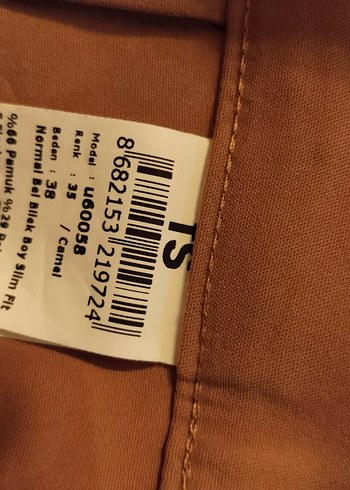 TS
8 682153 219724
Model : u60058
Renk : 35 / Camel
Beden : 38
Normal Bel Bilek Boy Slim Fit
%66 Pamuk %29